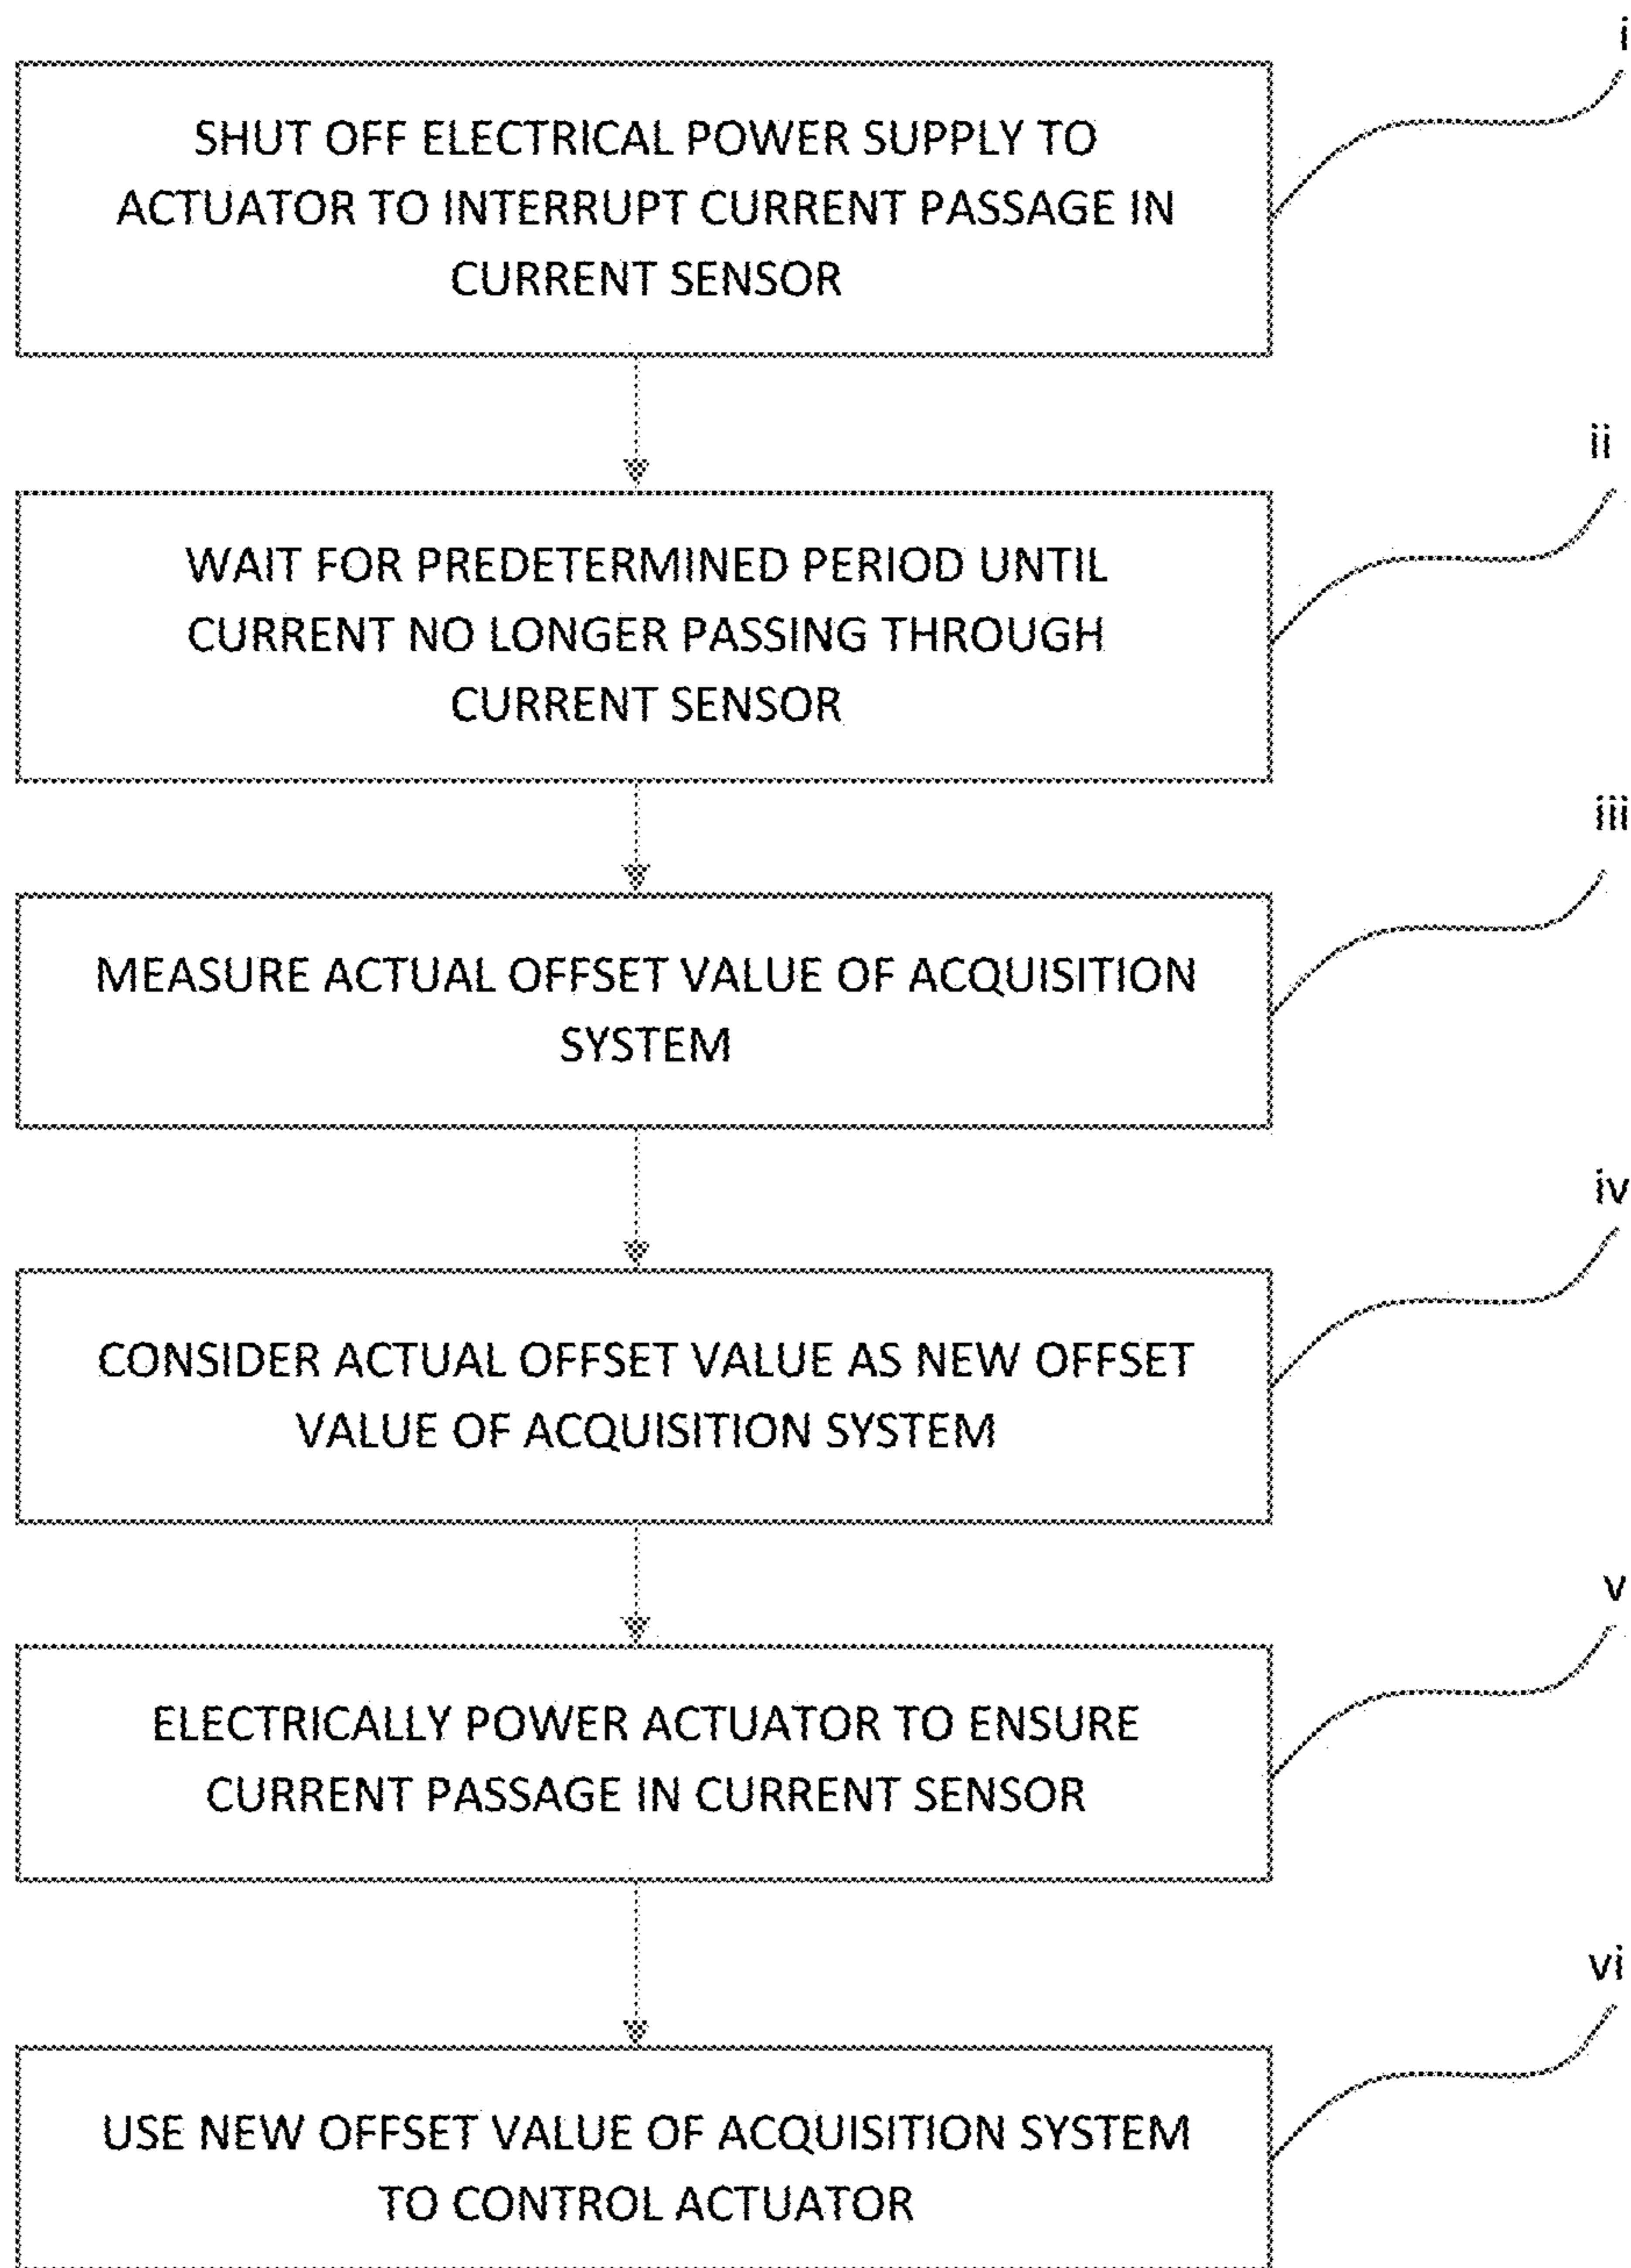 i
SHUT OFF ELECTRICAL POWER SUPPLY TO
ACTUATOR TO INTERRUPT CURRENT PASSAGE IN
CURRENT SENSOR
ii
WAIT FOR PREDETERMINED PERIOD UNTIL
CURRENT NO LONGER PASSING THROUGH
CURRENT SENSOR
iii
MEASURE ACTUAL OFFSET VALUE OF ACQUISITION
SYSTEM
iv
CONSIDER ACTUAL OFFSET VALUE AS NEW OFFSET
VALUE OF ACQUISITION SYSTEM
v
ELECTRICALLY POWER ACTUATOR TO ENSURE
CURRENT PASSAGE IN CURRENT SENSOR
vi
USE NEW OFFSET VALUE OF ACQUISITION SYSTEM
TO CONTROL ACTUATOR